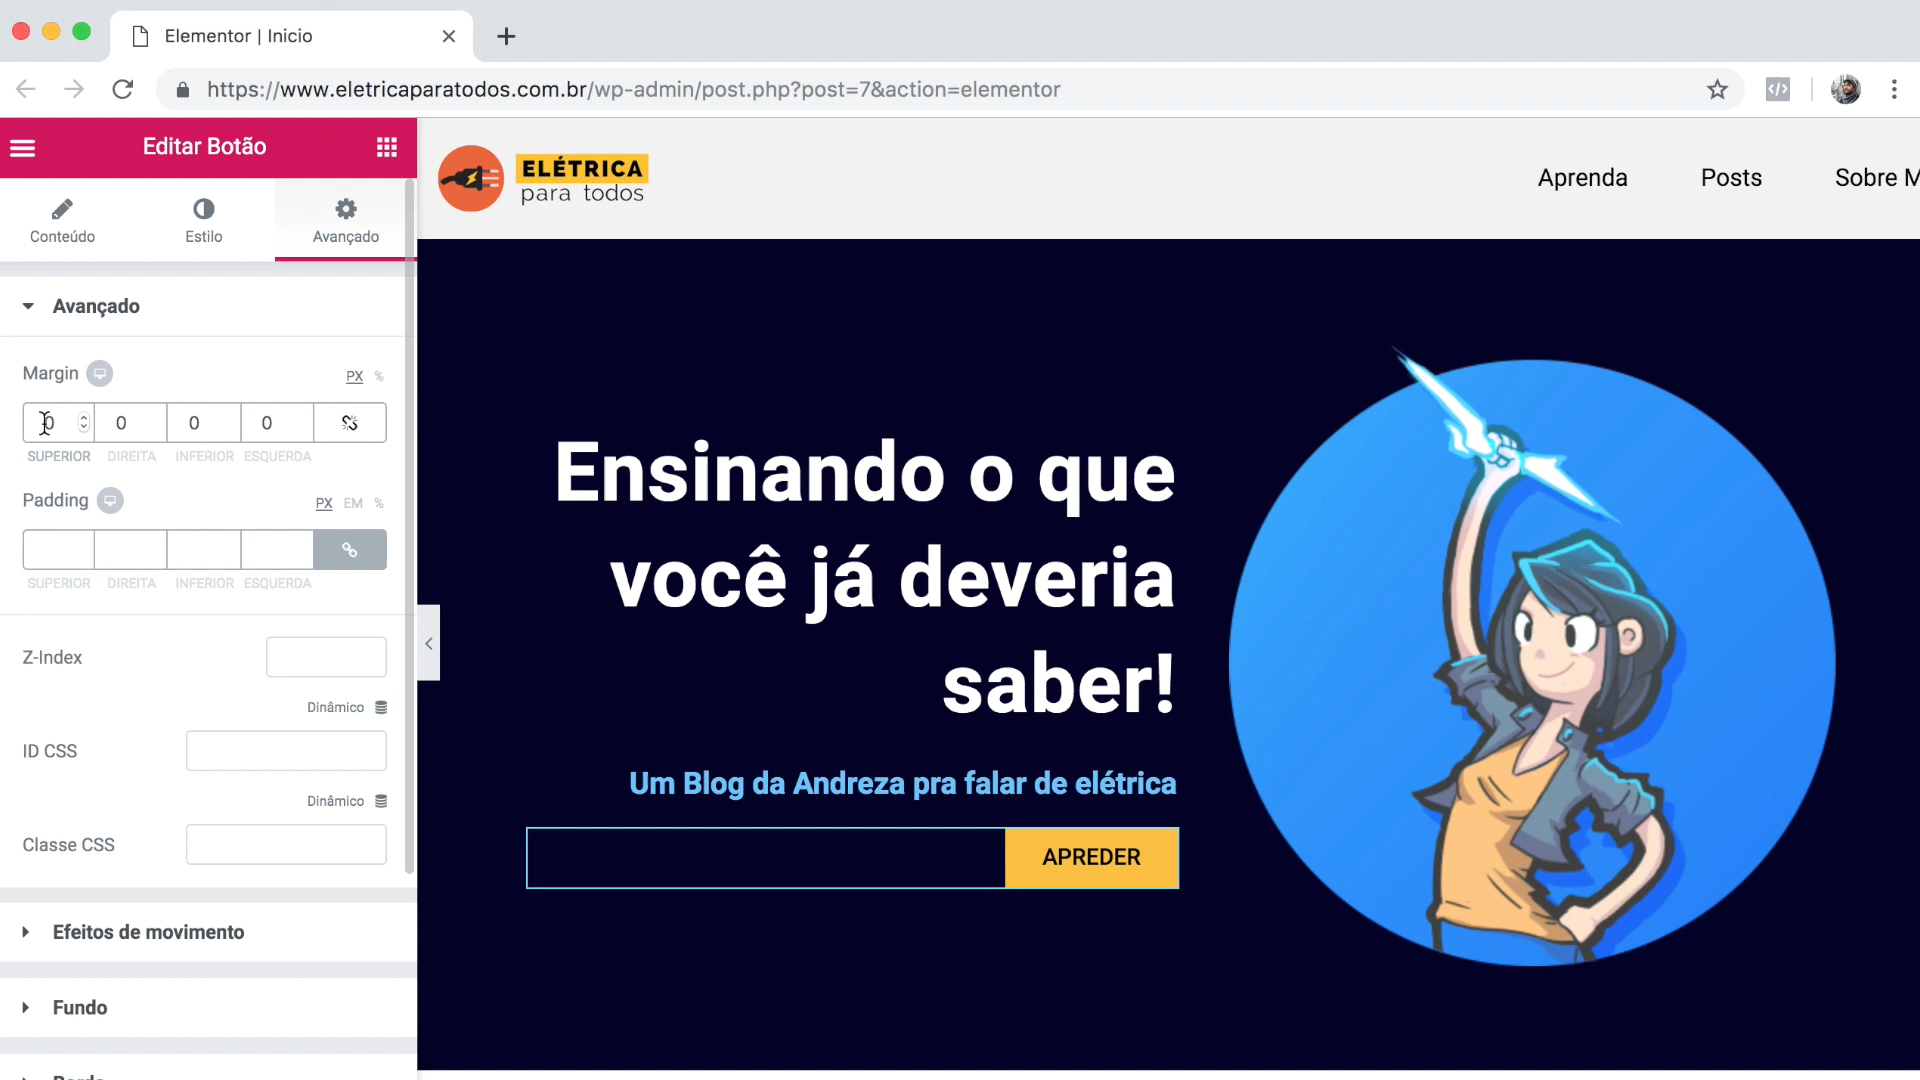 Elementor | Inicio
https://www.eletricaparatodos.com.br/wp-admin/post.php?post=7&action=elementor
Editar Botão
Conteúdo
Estilo
Avançado
Avançado
Margin
PX %
0 0 0 0
SUPERIOR DIREITA INFERIOR ESQUERDA
Padding
PX EM %
SUPERIOR DIREITA INFERIOR ESQUERDA
Z-Index
Dinâmico
ID CSS
Dinâmico
Classe CSS
Efeitos de movimento
Fundo
ELÉTRICA
para todos
Aprenda
Posts
Sobre M
Ensinando o que
você já deveria
saber!
Um Blog da Andreza pra falar de elétrica
APREDER